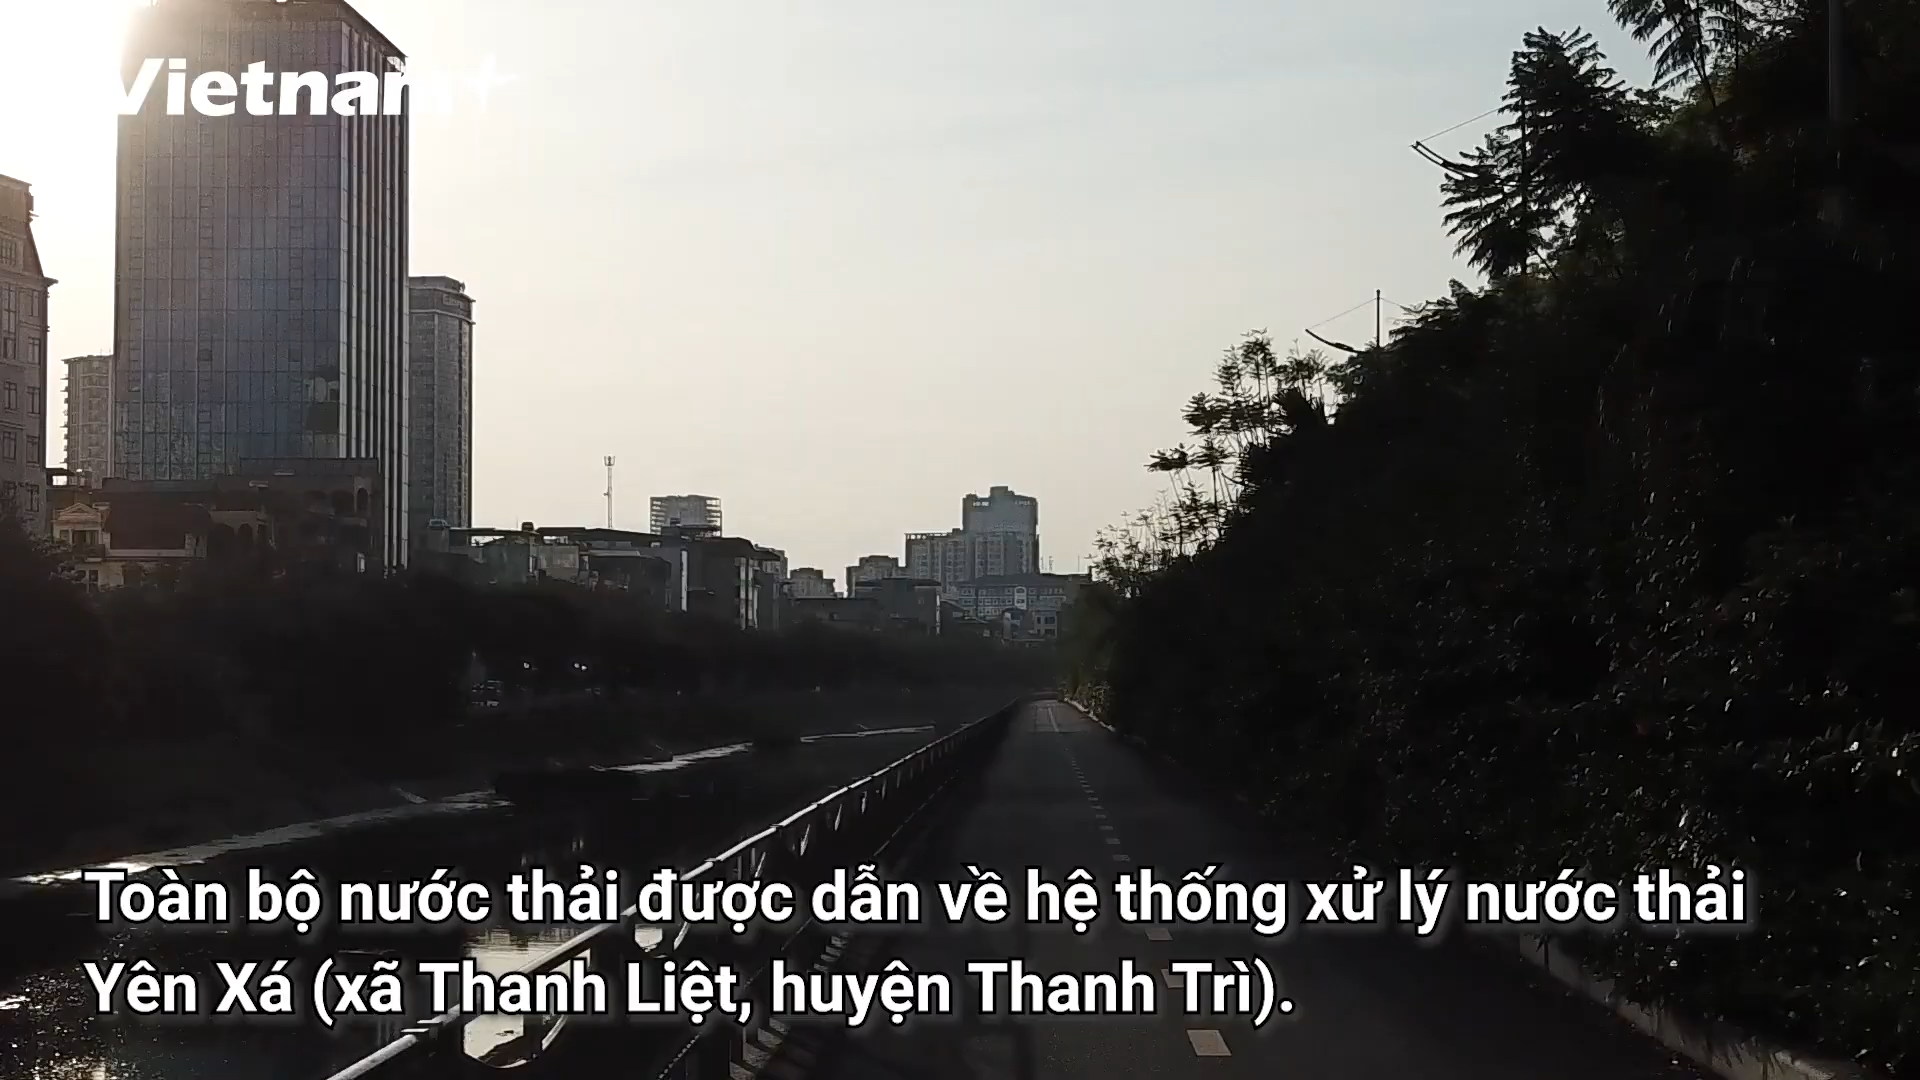 Vietnam+
Toàn bộ nước thải được dẫn về hệ thống xử lý nước thải
Yên Xá (xã Thanh Liệt, huyện Thanh Trì).